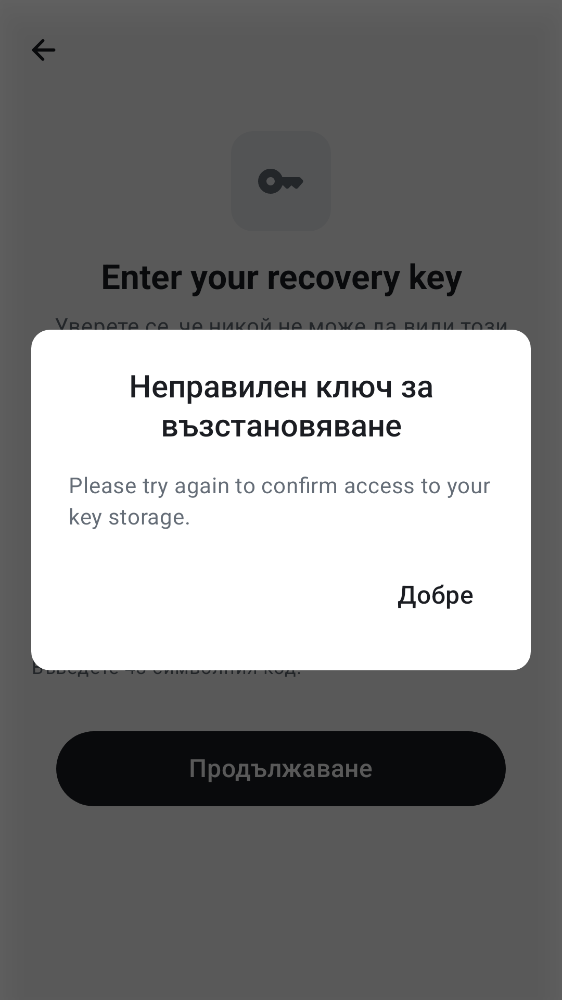 Enter your recovery key
Уверете се, че никой не може да види този
Неправилен ключ за
възстановяване
Please try again to confirm access to your
key storage.
Добре
Въведете 48 символния код.
Продължаване